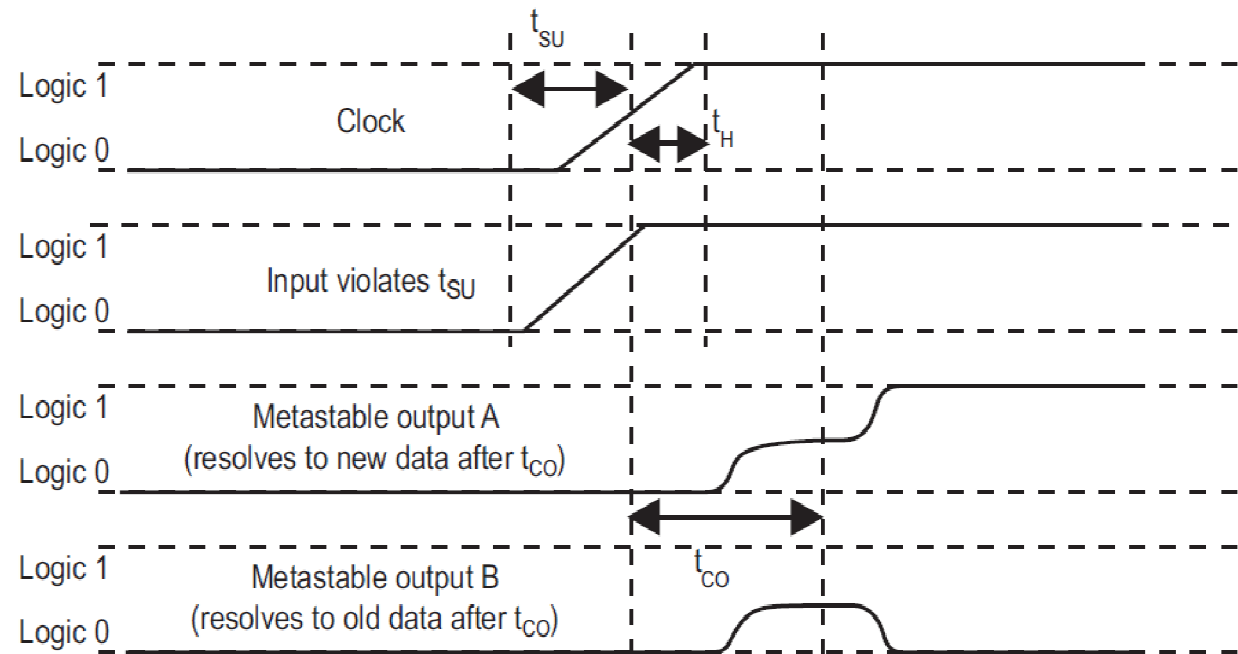 tSU
Logic 1
Clock
tH
Logic 0
Logic 1
Input violates tSU
Logic 0
Logic 1
Metastable output A
(resolves to new data after tCO)
Logic 0
tCO
Logic 1
Metastable output B
(resolves to old data after tCO)
Logic 0